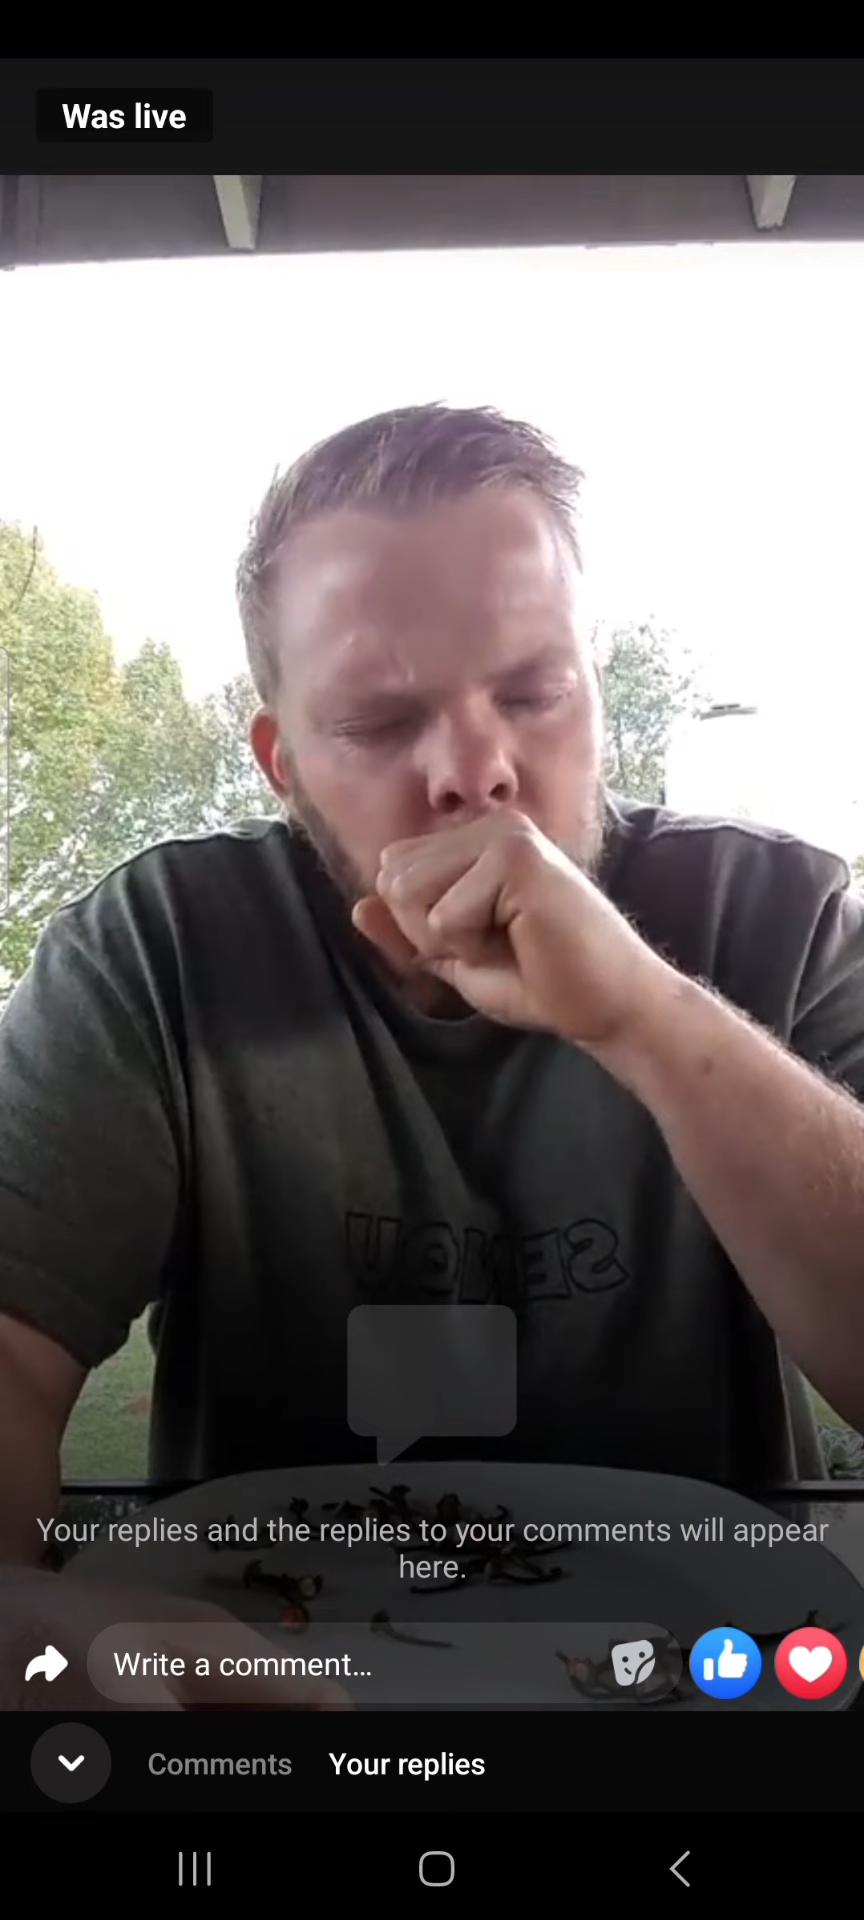 Was live
Your replies and the replies to your comments will appear
here.
Write a comment...
Comments
Your replies